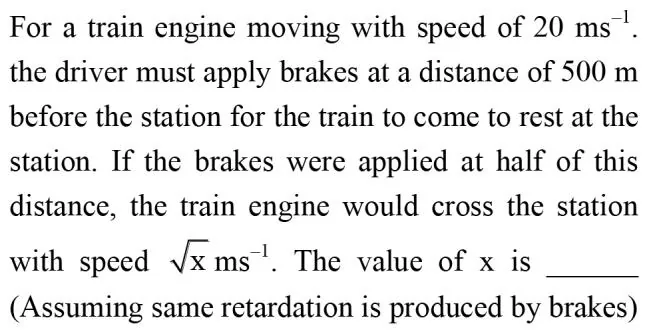 For a train engine moving with speed of 20 ms⁻¹.
the driver must apply brakes at a distance of 500 m
before the station for the train to come to rest at the
station. If the brakes were applied at half of this
distance, the train engine would cross the station
with speed √x ms⁻¹. The value of x is ______
(Assuming same retardation is produced by brakes)